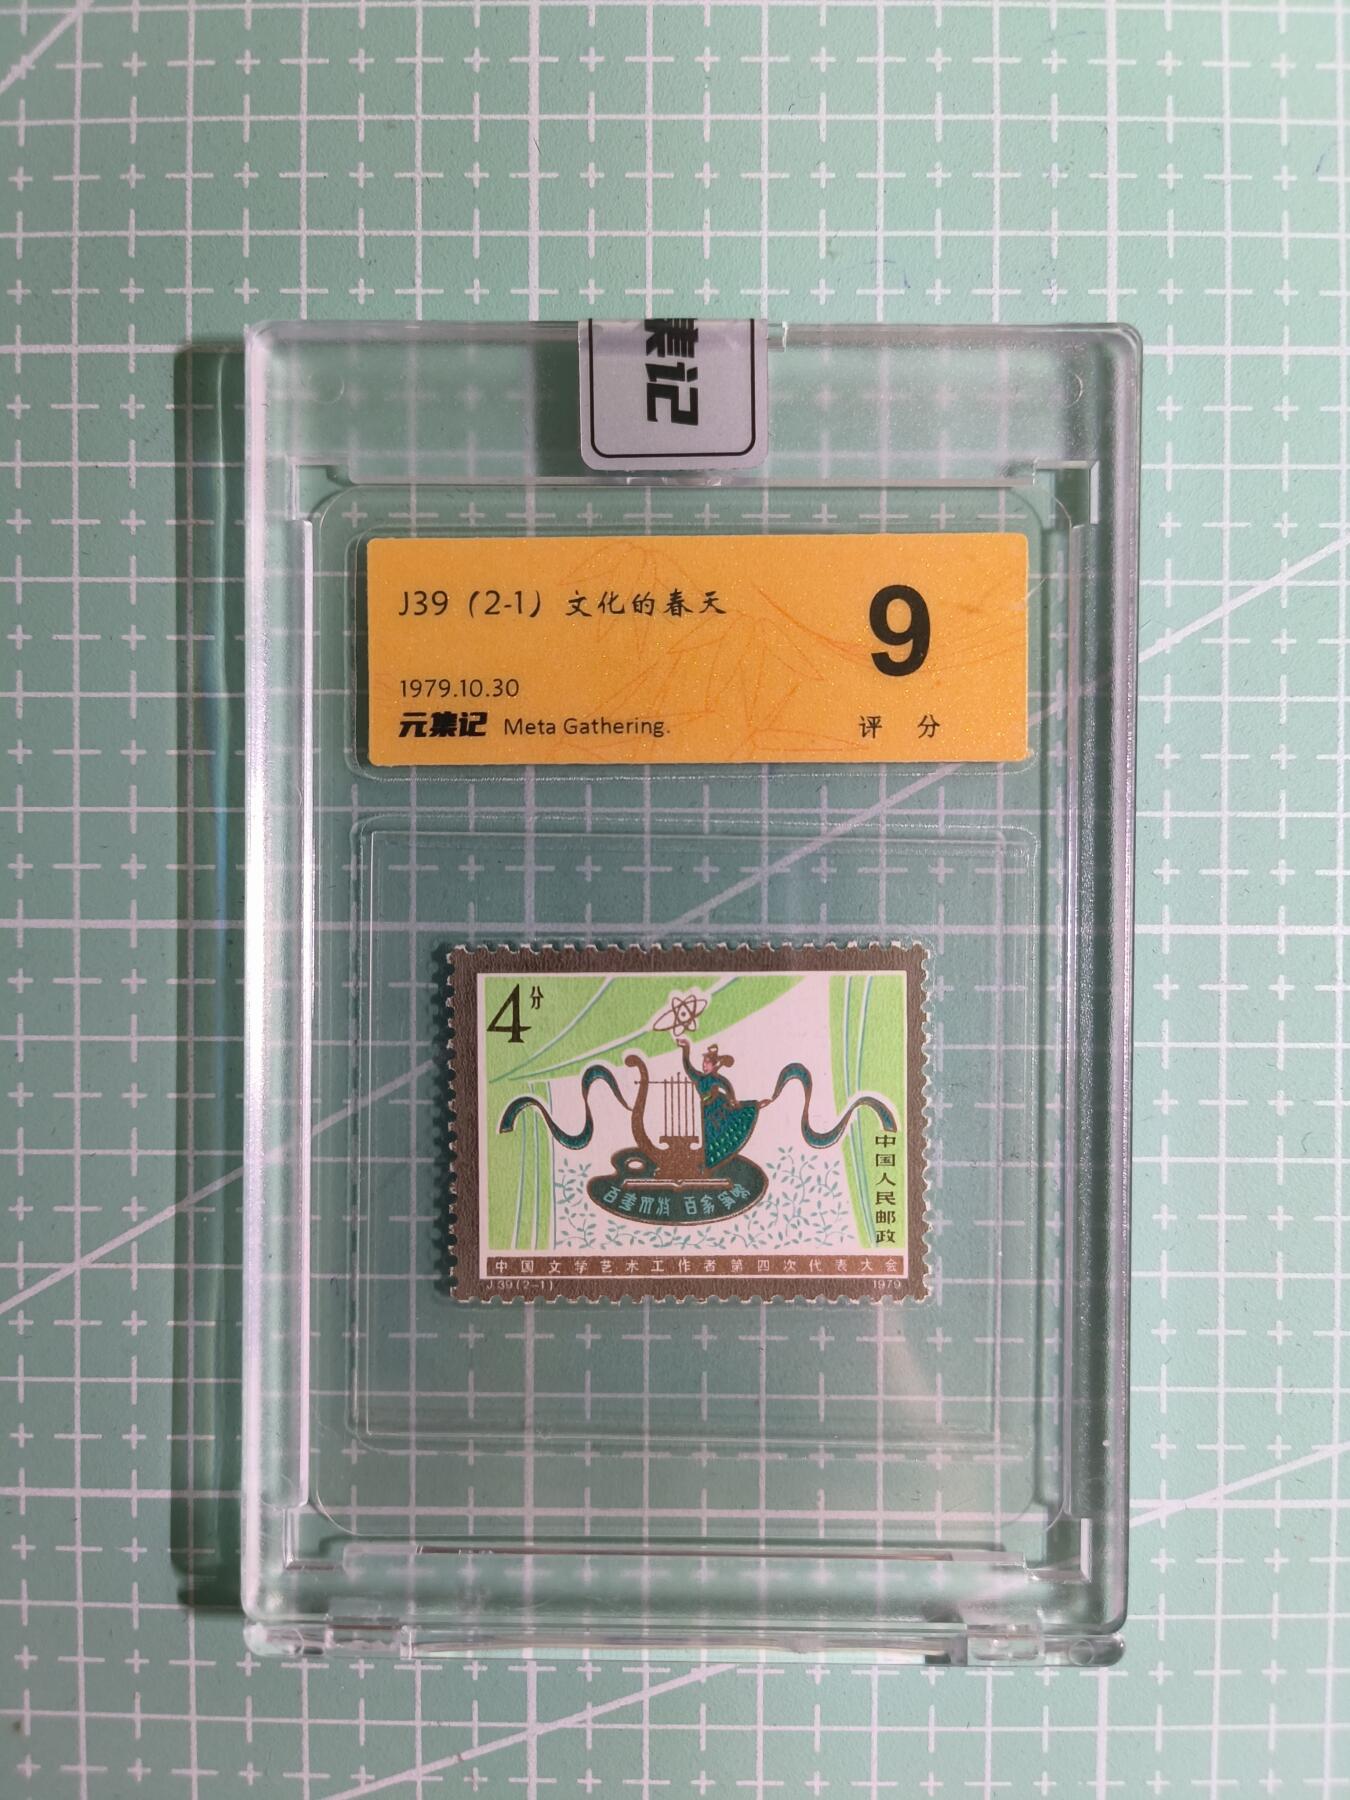 集记
J39（2-1）文化的春天
9
1979.10.30
元集记 Meta Gathering.
评 分
4分
百花齐放 百家争鸣
中国人民邮政
中国文学艺术工作者第四次代表大会
J.39(2-1)
1979